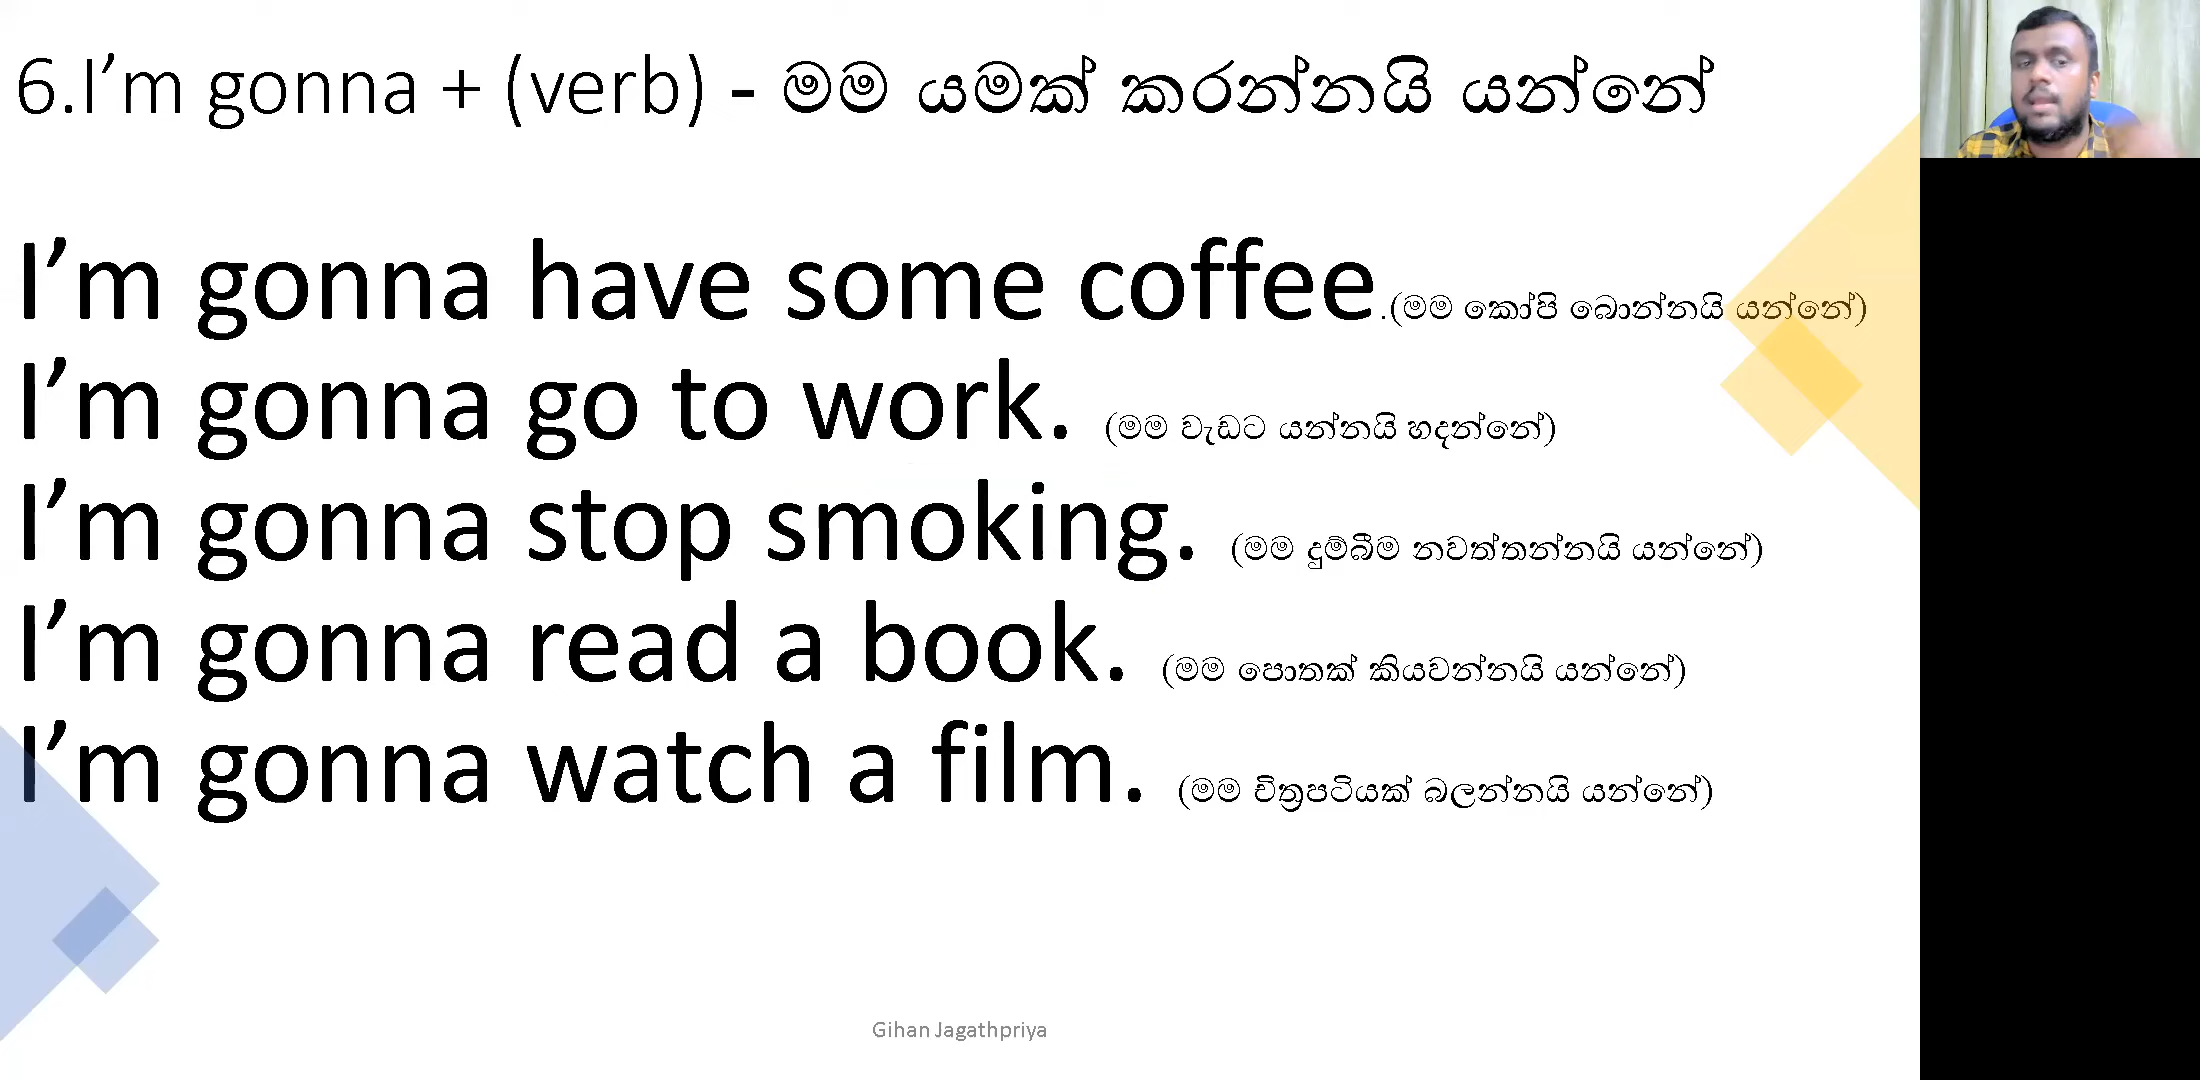 6.I’m gonna + (verb) - මම යමක් කරන්නයි යන්නේ
I’m gonna have some coffee.(මම කෝපි බොන්නයි යන්නේ)
I’m gonna go to work. (මම වැඩට යන්නයි හදන්නේ)
I’m gonna stop smoking. (මම දුම්බීම නවත්තන්නයි යන්නේ)
I’m gonna read a book. (මම පොතක් කියවන්නයි යන්නේ)
I’m gonna watch a film. (මම චිත්‍රපටියක් බලන්නයි යන්නේ)
Gihan Jagathpriya